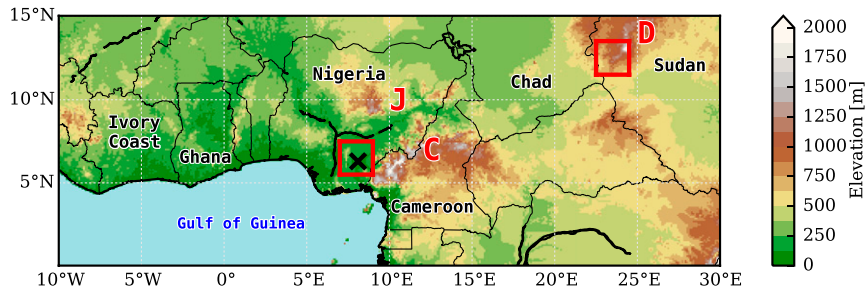 15°N
10°N
5°N
10°W
5°W
0°
5°E
10°E
15°E
20°E
25°E
30°E
Nigeria
Chad
Sudan
Ivory
Coast
Ghana
Cameroon
Gulf of Guinea
D
J
C
2000
1750
1500
1250
1000
750
500
250
0
Elevation [m]